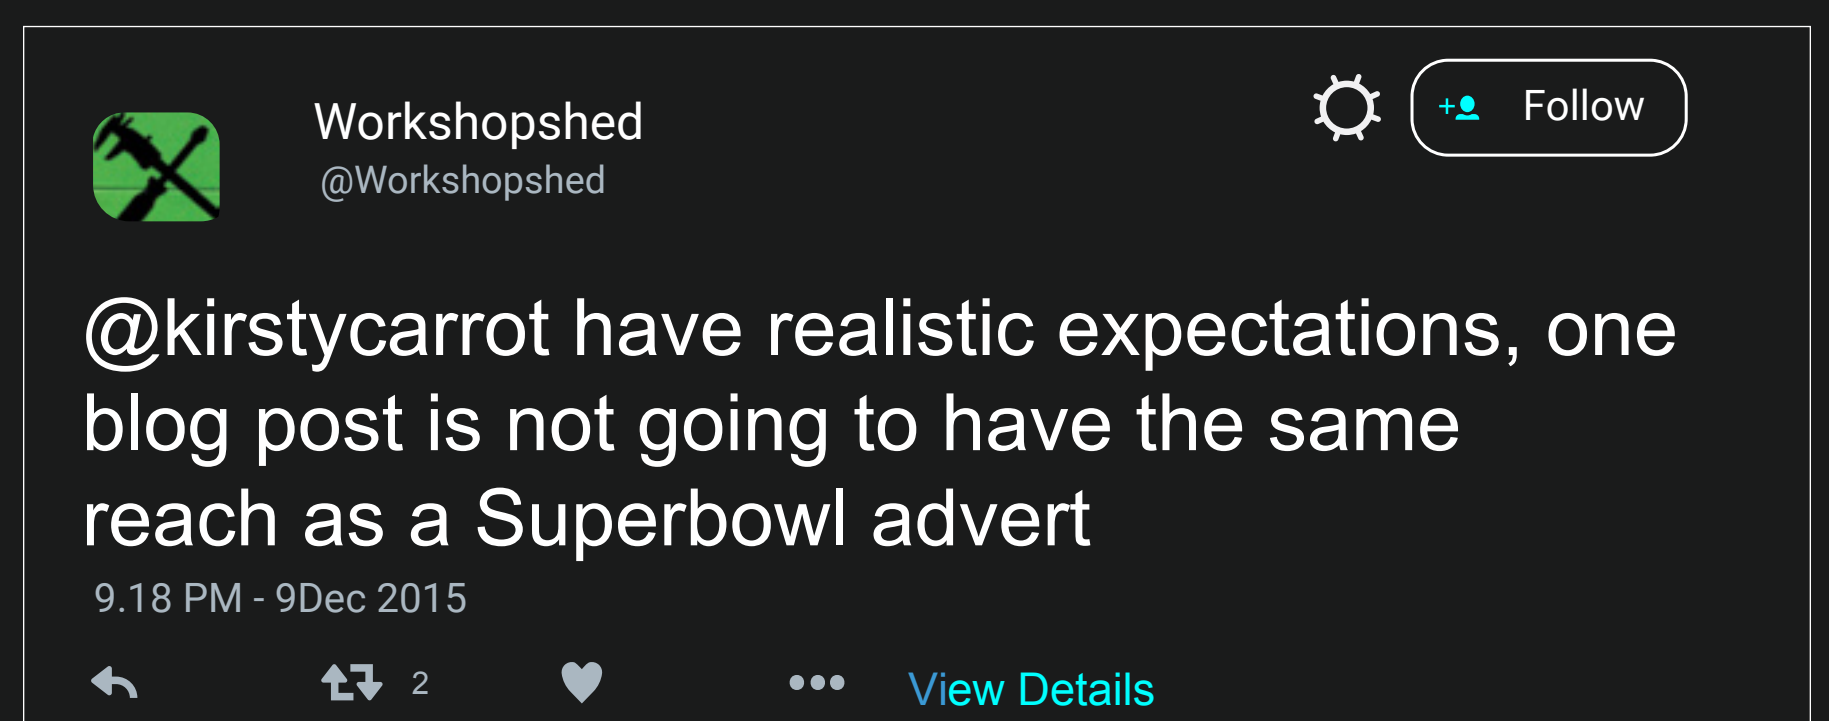 Workshopshed
Follow
@Workshopshed
@kirstycarrot have realistic expectations, one
blog post is not going to have the same
reach as a Superbowl advert
9.18 PM - 9Dec 2015
2
View Details